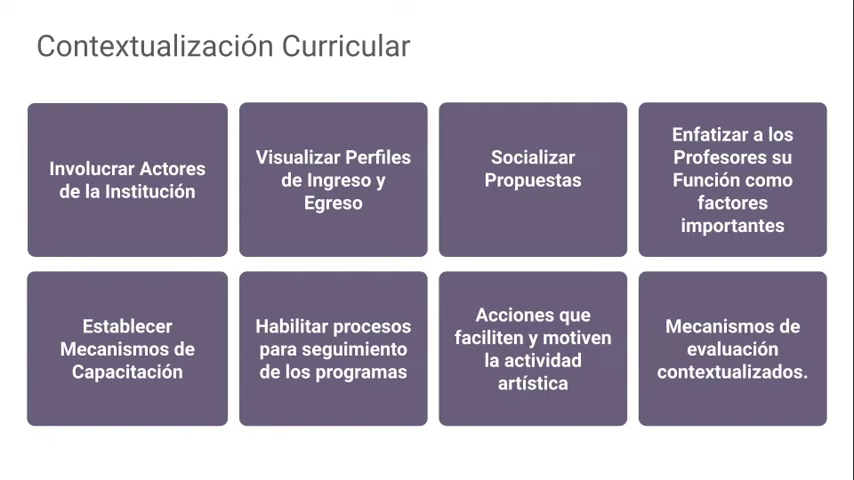 Contextualización Curricular
Involucrar Actores
de la Institución
Visualizar Perfiles
de Ingreso y
Egreso
Socializar
Propuestas
Enfatizar a los
Profesores su
Función como
factores
importantes
Establecer
Mecanismos de
Capacitación
Habilitar procesos
para seguimiento
de los programas
Acciones que
faciliten y motiven
la actividad
artística
Mecanismos de
evaluación
contextualizados.